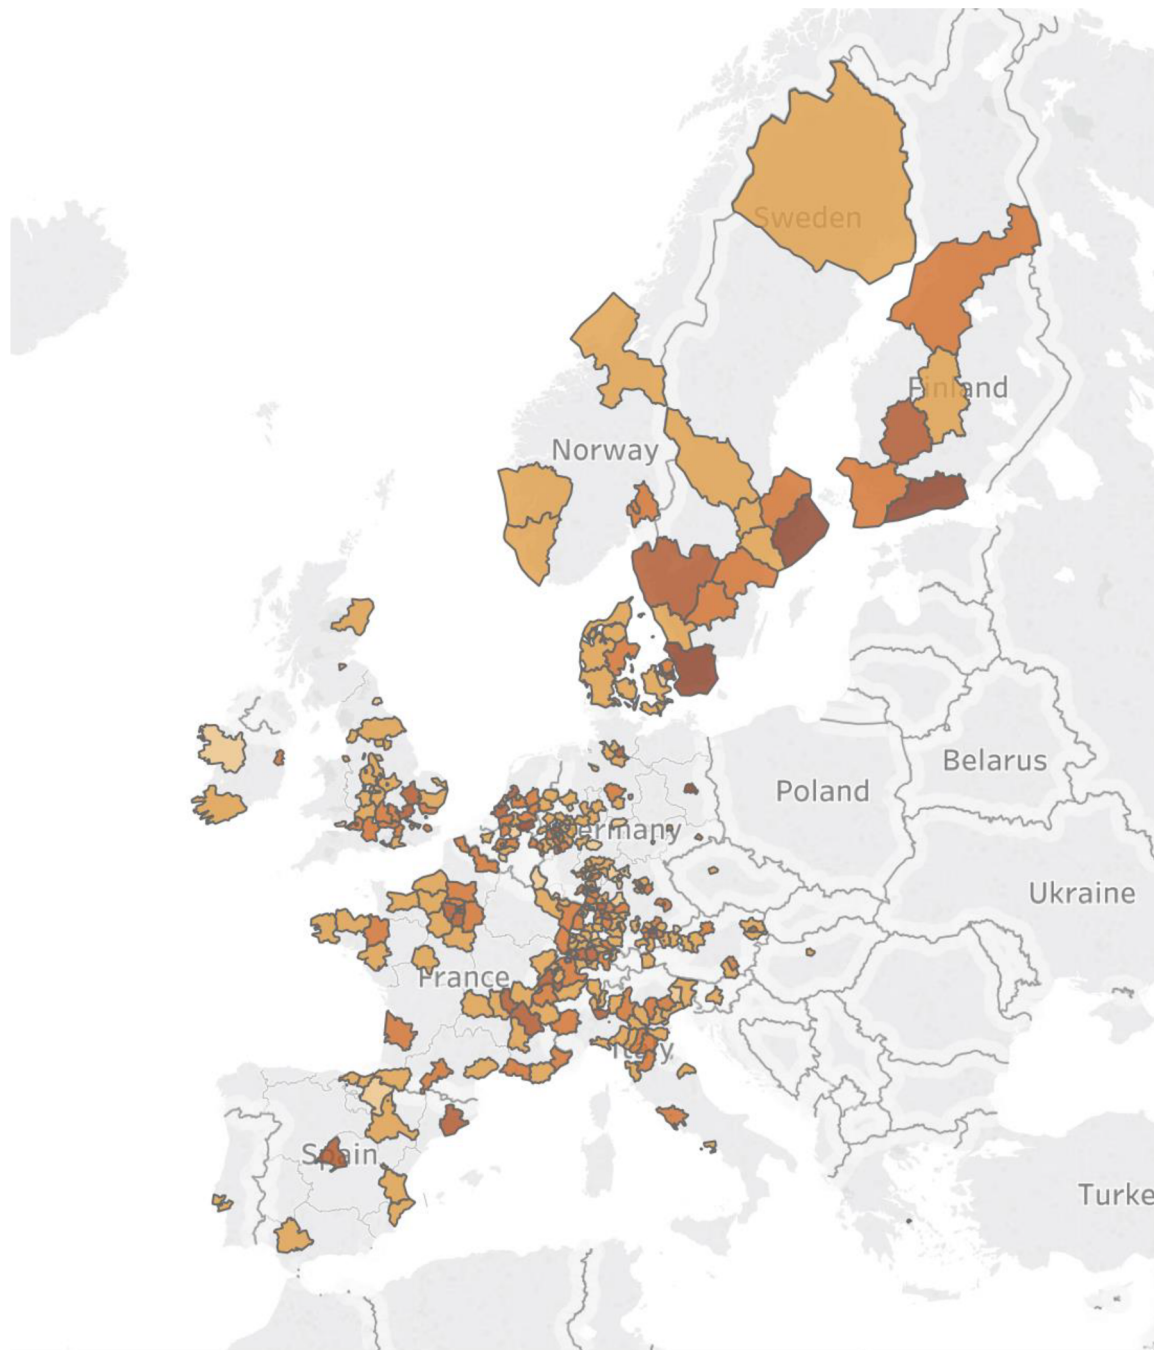 Sweden
Finland
Norway
Belarus
Poland
Germany
Ukraine
France
Italy
Spain
Turke